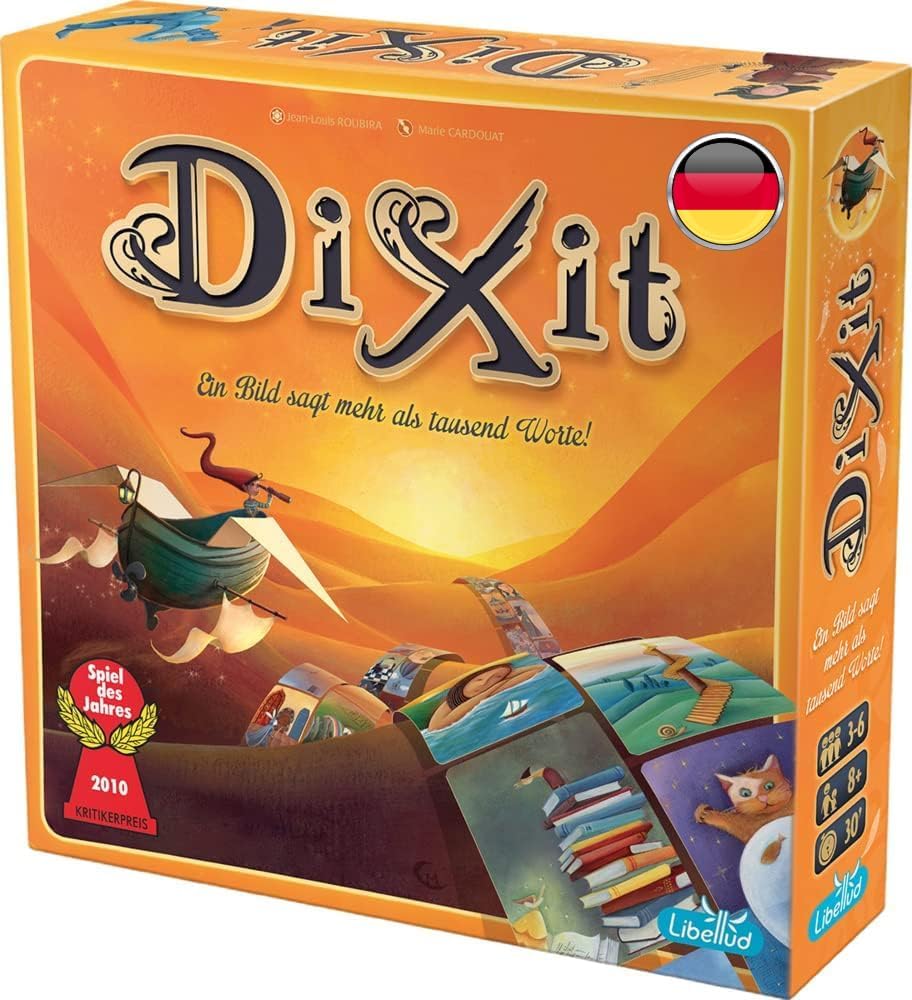 DiXit
Jean-Louis ROUBIRA Marie CARDOUAT
DiXit
Ein Bild sagt mehr als tausend Worte!
Spiel
des
Jahres
2010
KRITIKERPREIS
Libellud
DiXit
Ein Bild sagt
mehr als
tausend Worte!
3-6
8+
30'
Libellud